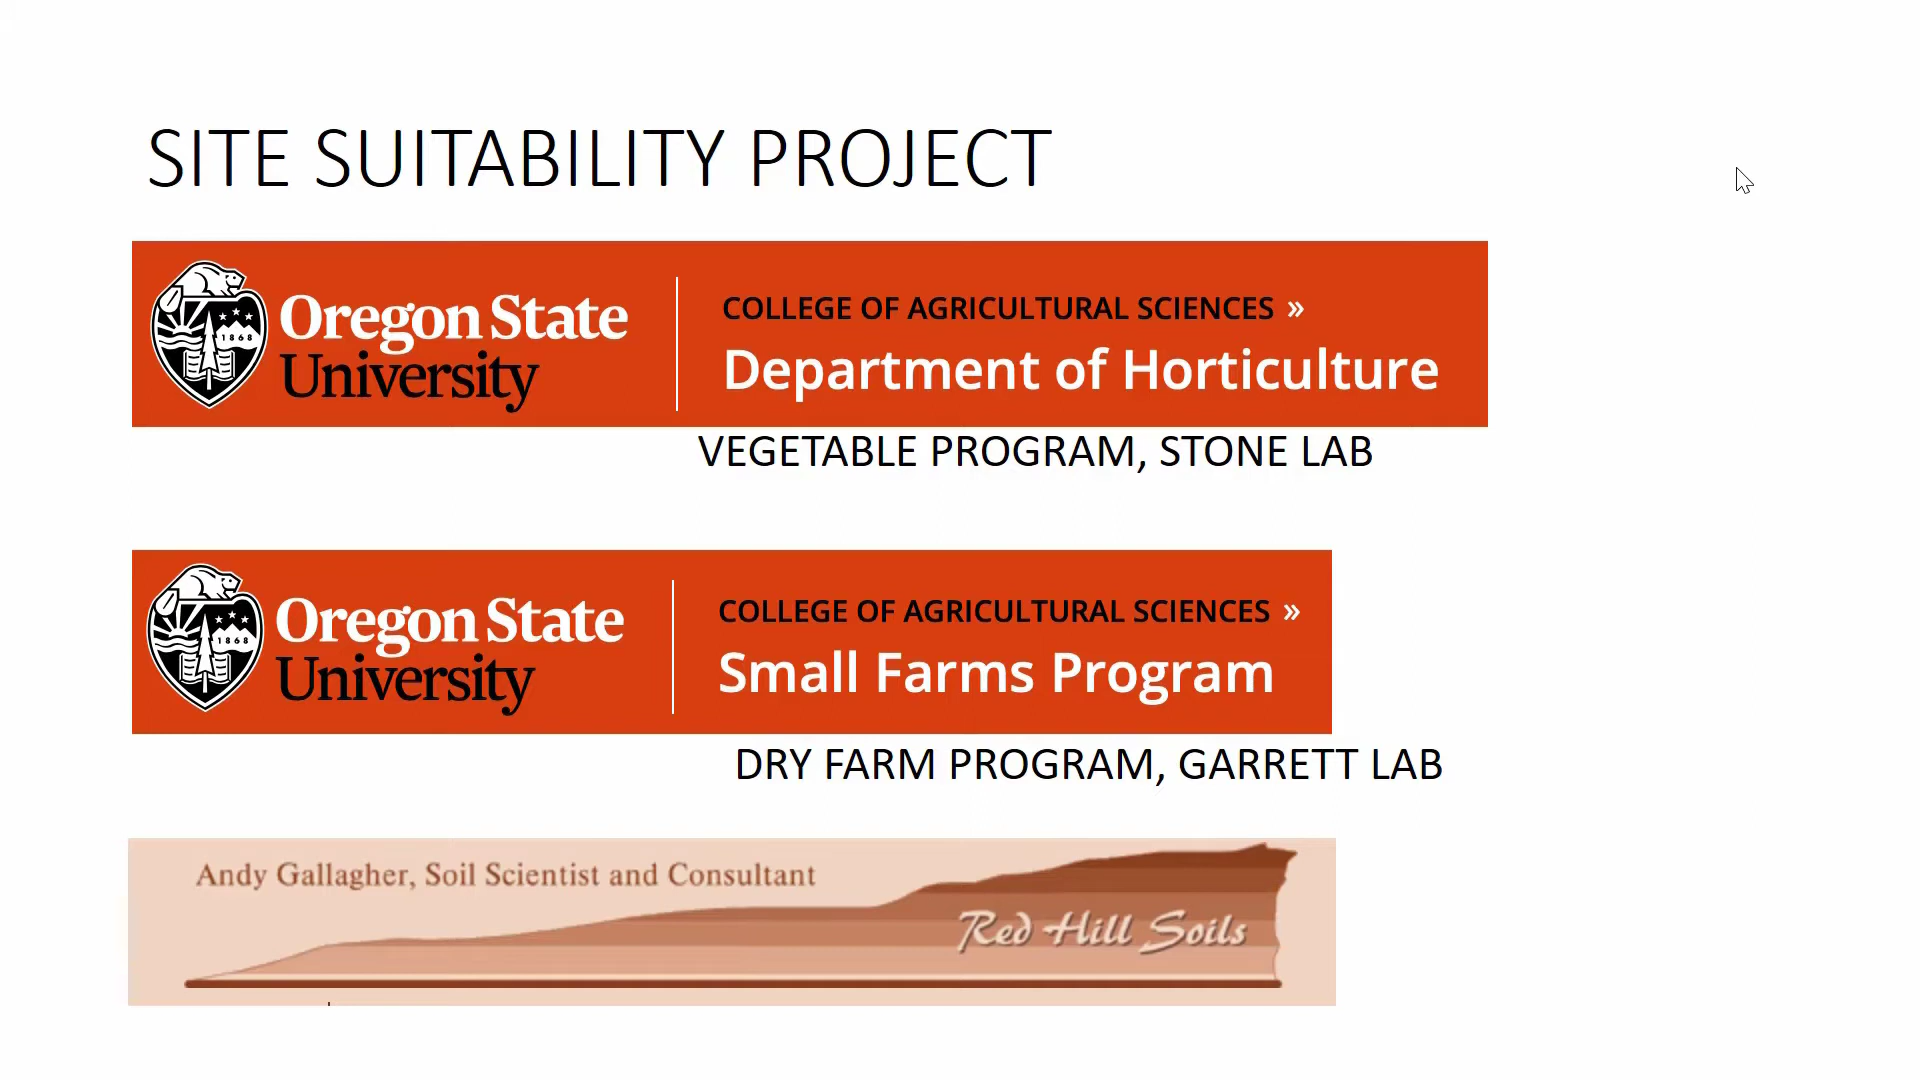 SITE SUITABILITY PROJECT
Oregon State
University
1868
COLLEGE OF AGRICULTURAL SCIENCES »
Department of Horticulture
VEGETABLE PROGRAM, STONE LAB
Oregon State
University
1868
COLLEGE OF AGRICULTURAL SCIENCES »
Small Farms Program
DRY FARM PROGRAM, GARRETT LAB
Andy Gallagher, Soil Scientist and Consultant
Red Hill Soils